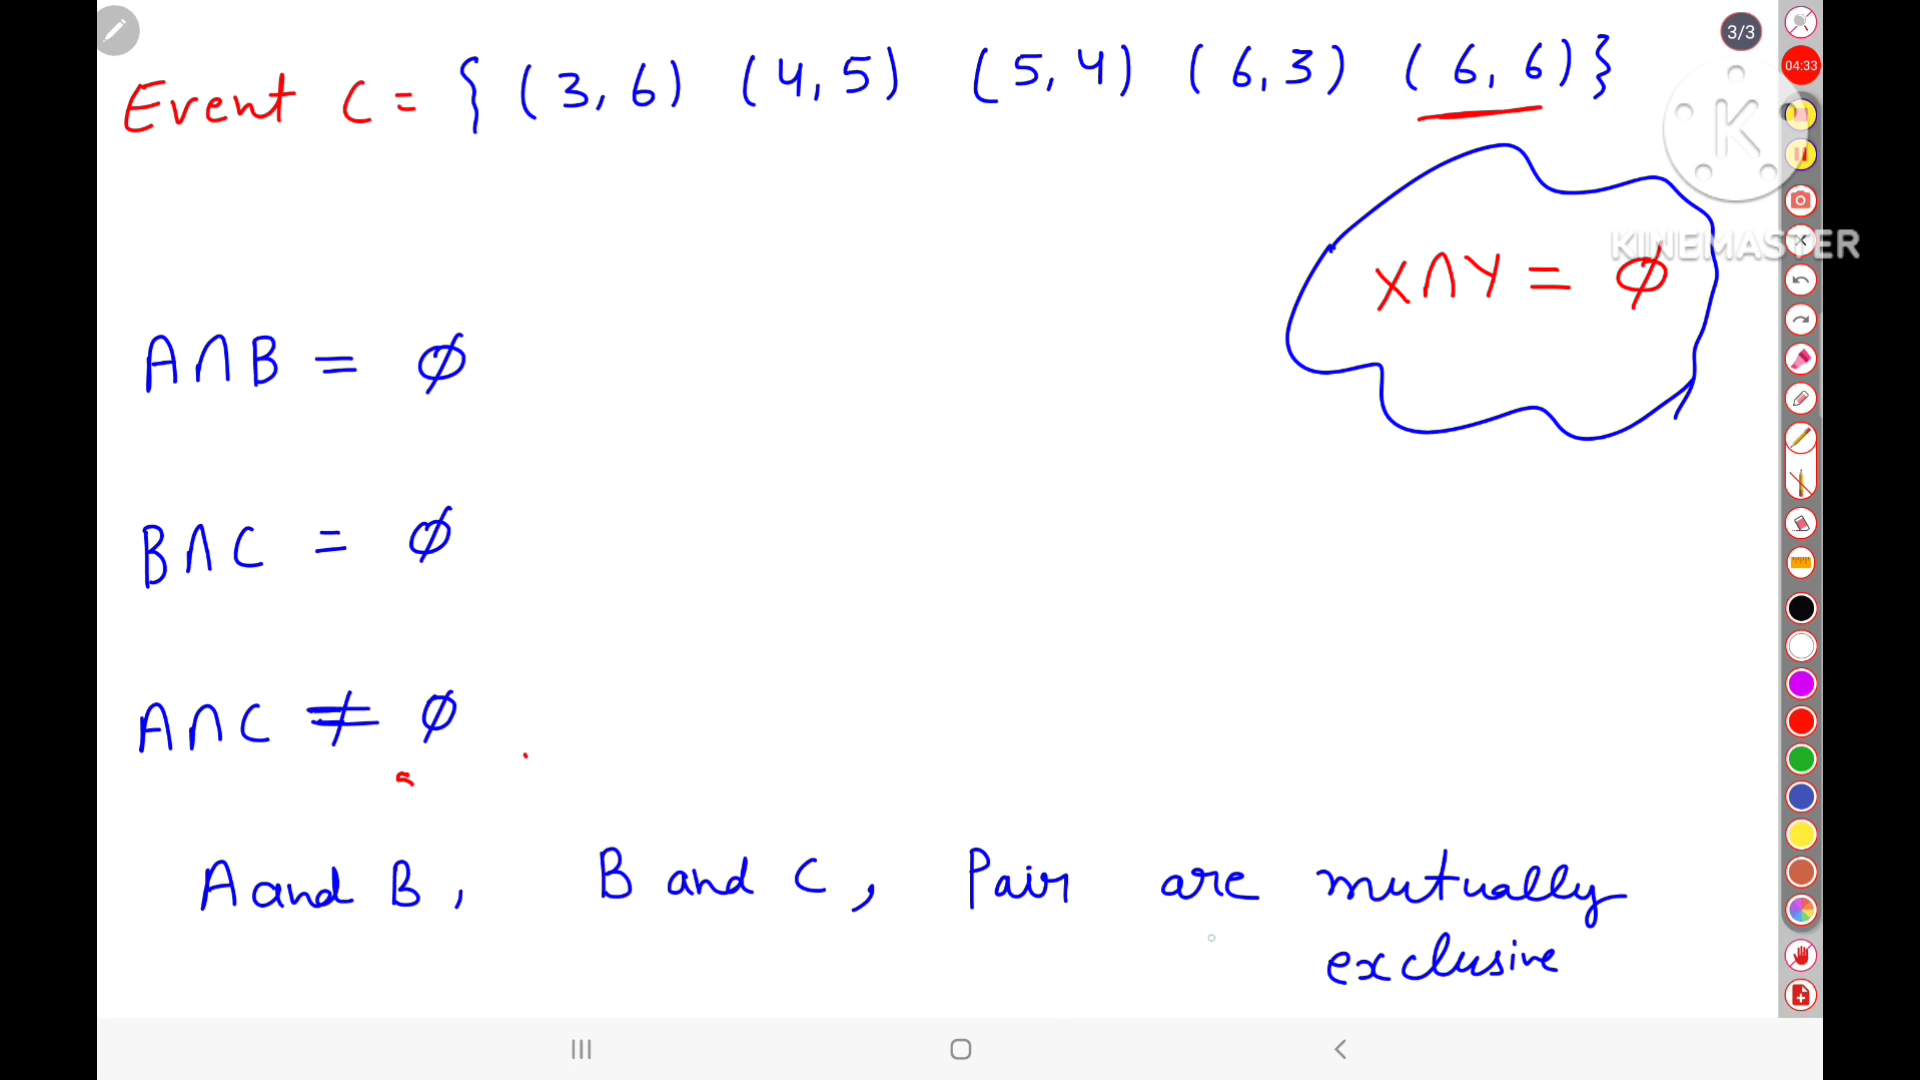 3/3
04:33
Event C = { (3, 6) (4, 5) (5, 4) (6, 3) (6, 6) }
KINEMASTER
X∩Y = ϕ
A∩B = ϕ
B∩C = ϕ
A∩C ≠ ϕ
A and B, B and C, Pair are mutually
exclusive